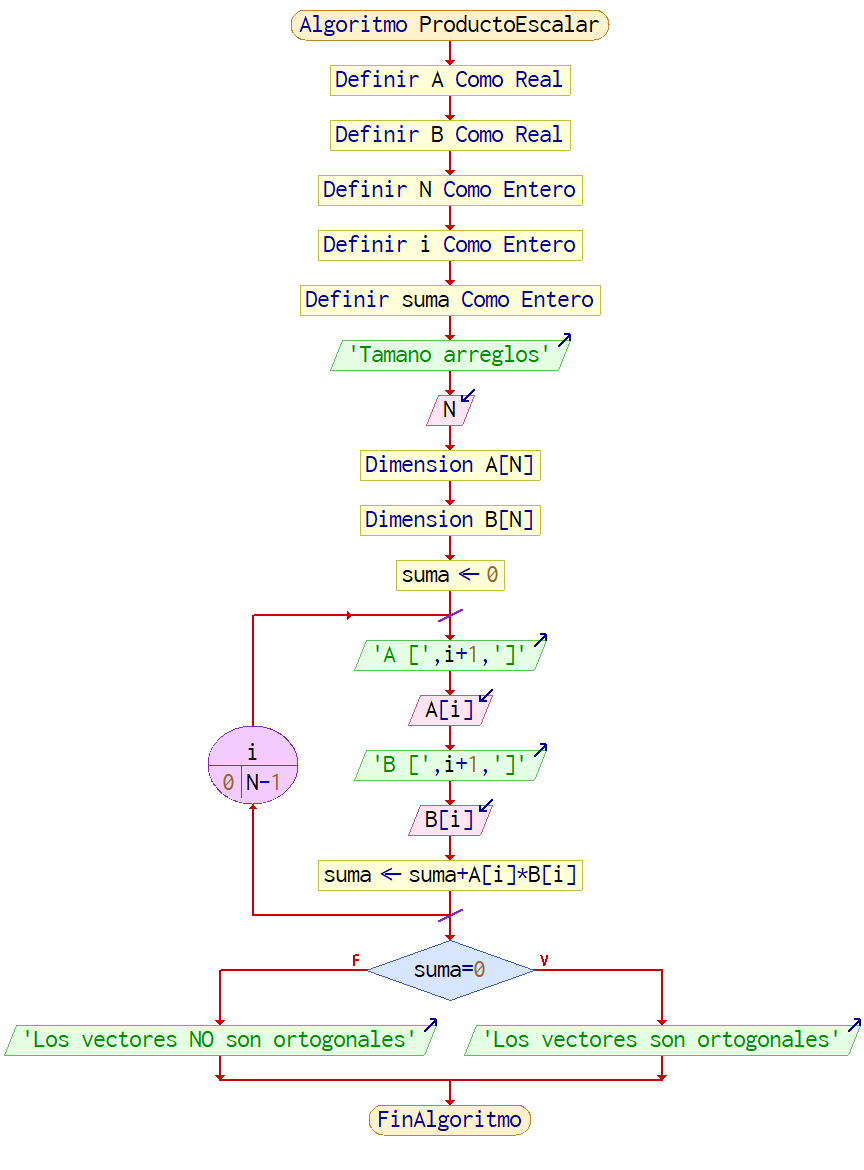 Algoritmo ProductoEscalar
Definir A Como Real
Definir B Como Real
Definir N Como Entero
Definir i Como Entero
Definir suma Como Entero
'Tamano arreglos'
N
Dimension A[N]
Dimension B[N]
suma ← 0
'A [',i+1,']'
A[i]
i
0 N-1
'B [',i+1,']'
B[i]
suma ← suma+A[i]*B[i]
F
V
suma=0
'Los vectores NO son ortogonales'
'Los vectores son ortogonales'
FinAlgoritmo